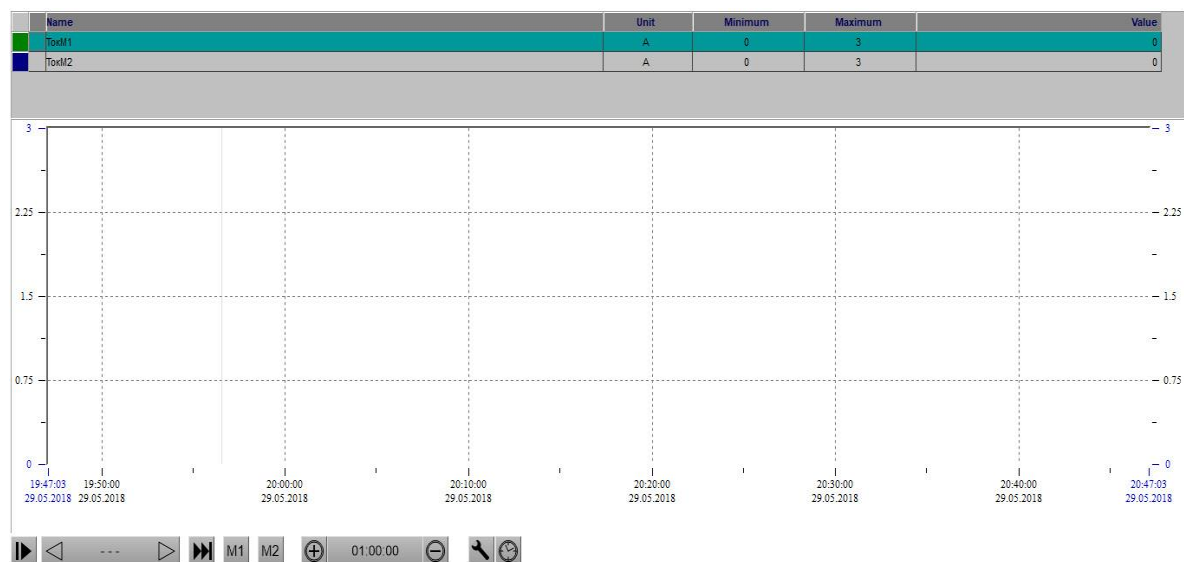 Name Unit Minimum Maximum Value
ТокМ1 A 0 3 0
ТокМ2 A 0 3 0
3 3
2.25 2.25
1.5 1.5
0.75 0.75
0 0
19:47:03 19:50:00 20:00:00 20:10:00 20:20:00 20:30:00 20:40:00 20:47:03
29.05.2018 29.05.2018 29.05.2018 29.05.2018 29.05.2018 29.05.2018 29.05.2018 29.05.2018
--- M1 M2 01:00:00